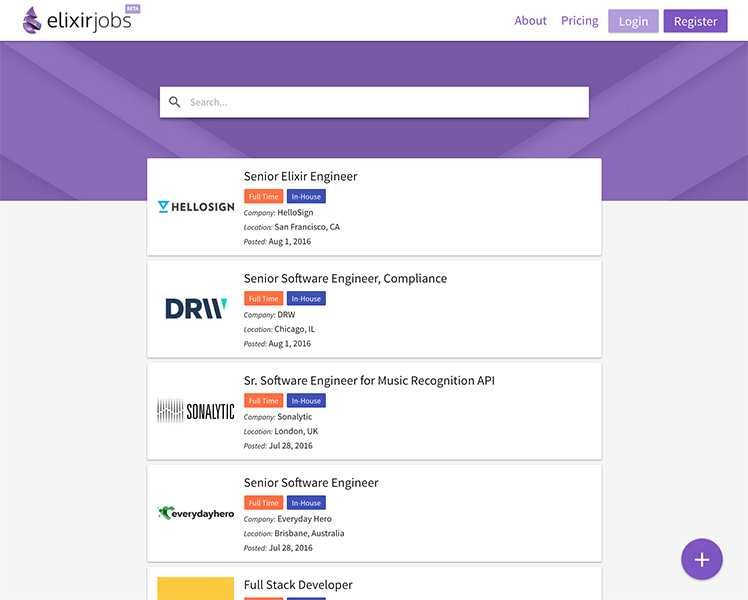 elixirjobs BETA
About Pricing Login Register
Search...
Senior Elixir Engineer
Full Time In-House
HELLOSIGN
Company: HelloSign
Location: San Francisco, CA
Posted: Aug 1, 2016
Senior Software Engineer, Compliance
Full Time In-House
DRW
Company: DRW
Location: Chicago, IL
Posted: Aug 1, 2016
Sr. Software Engineer for Music Recognition API
Full Time In-House
SONALYTIC
Company: Sonalytic
Location: London, UK
Posted: Jul 28, 2016
Senior Software Engineer
Full Time In-House
everydayhero
Company: Everyday Hero
Location: Brisbane, Australia
Posted: Jul 28, 2016
Full Stack Developer